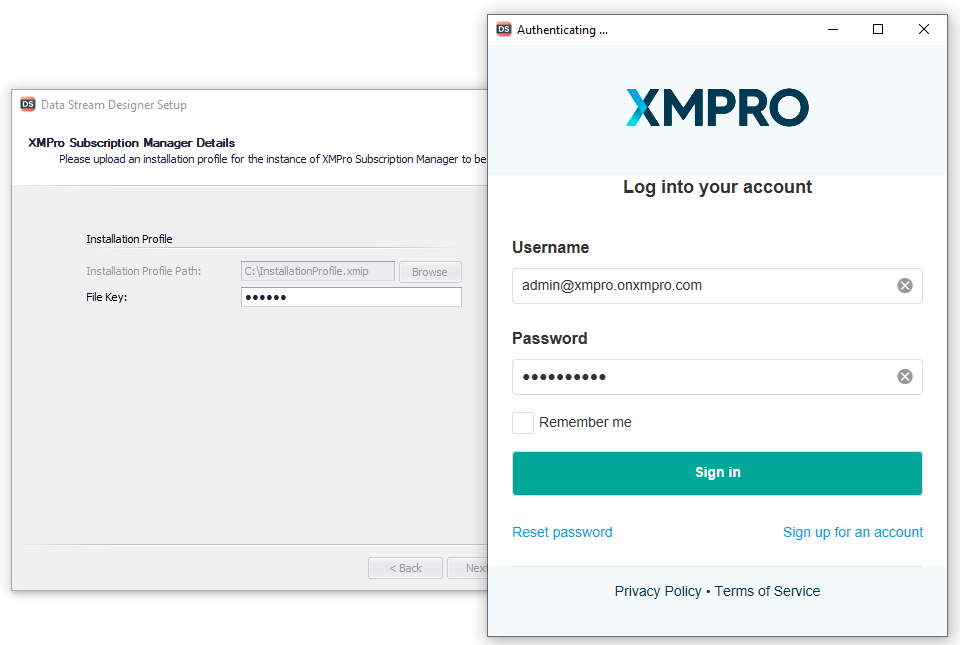 DS Data Stream Designer Setup
XMPro Subscription Manager Details
Please upload an installation profile for the instance of XMPro Subscription Manager to be
Installation Profile
Installation Profile Path: C:\InstallationProfile.xmip Browse
File Key: ●●●●●●
< Back Next
DS Authenticating ...
XMPRO
Log into your account
Username
admin@xmpro.onxmpro.com
Password
●●●●●●●●●●
Remember me
Sign in
Reset password Sign up for an account
Privacy Policy • Terms of Service